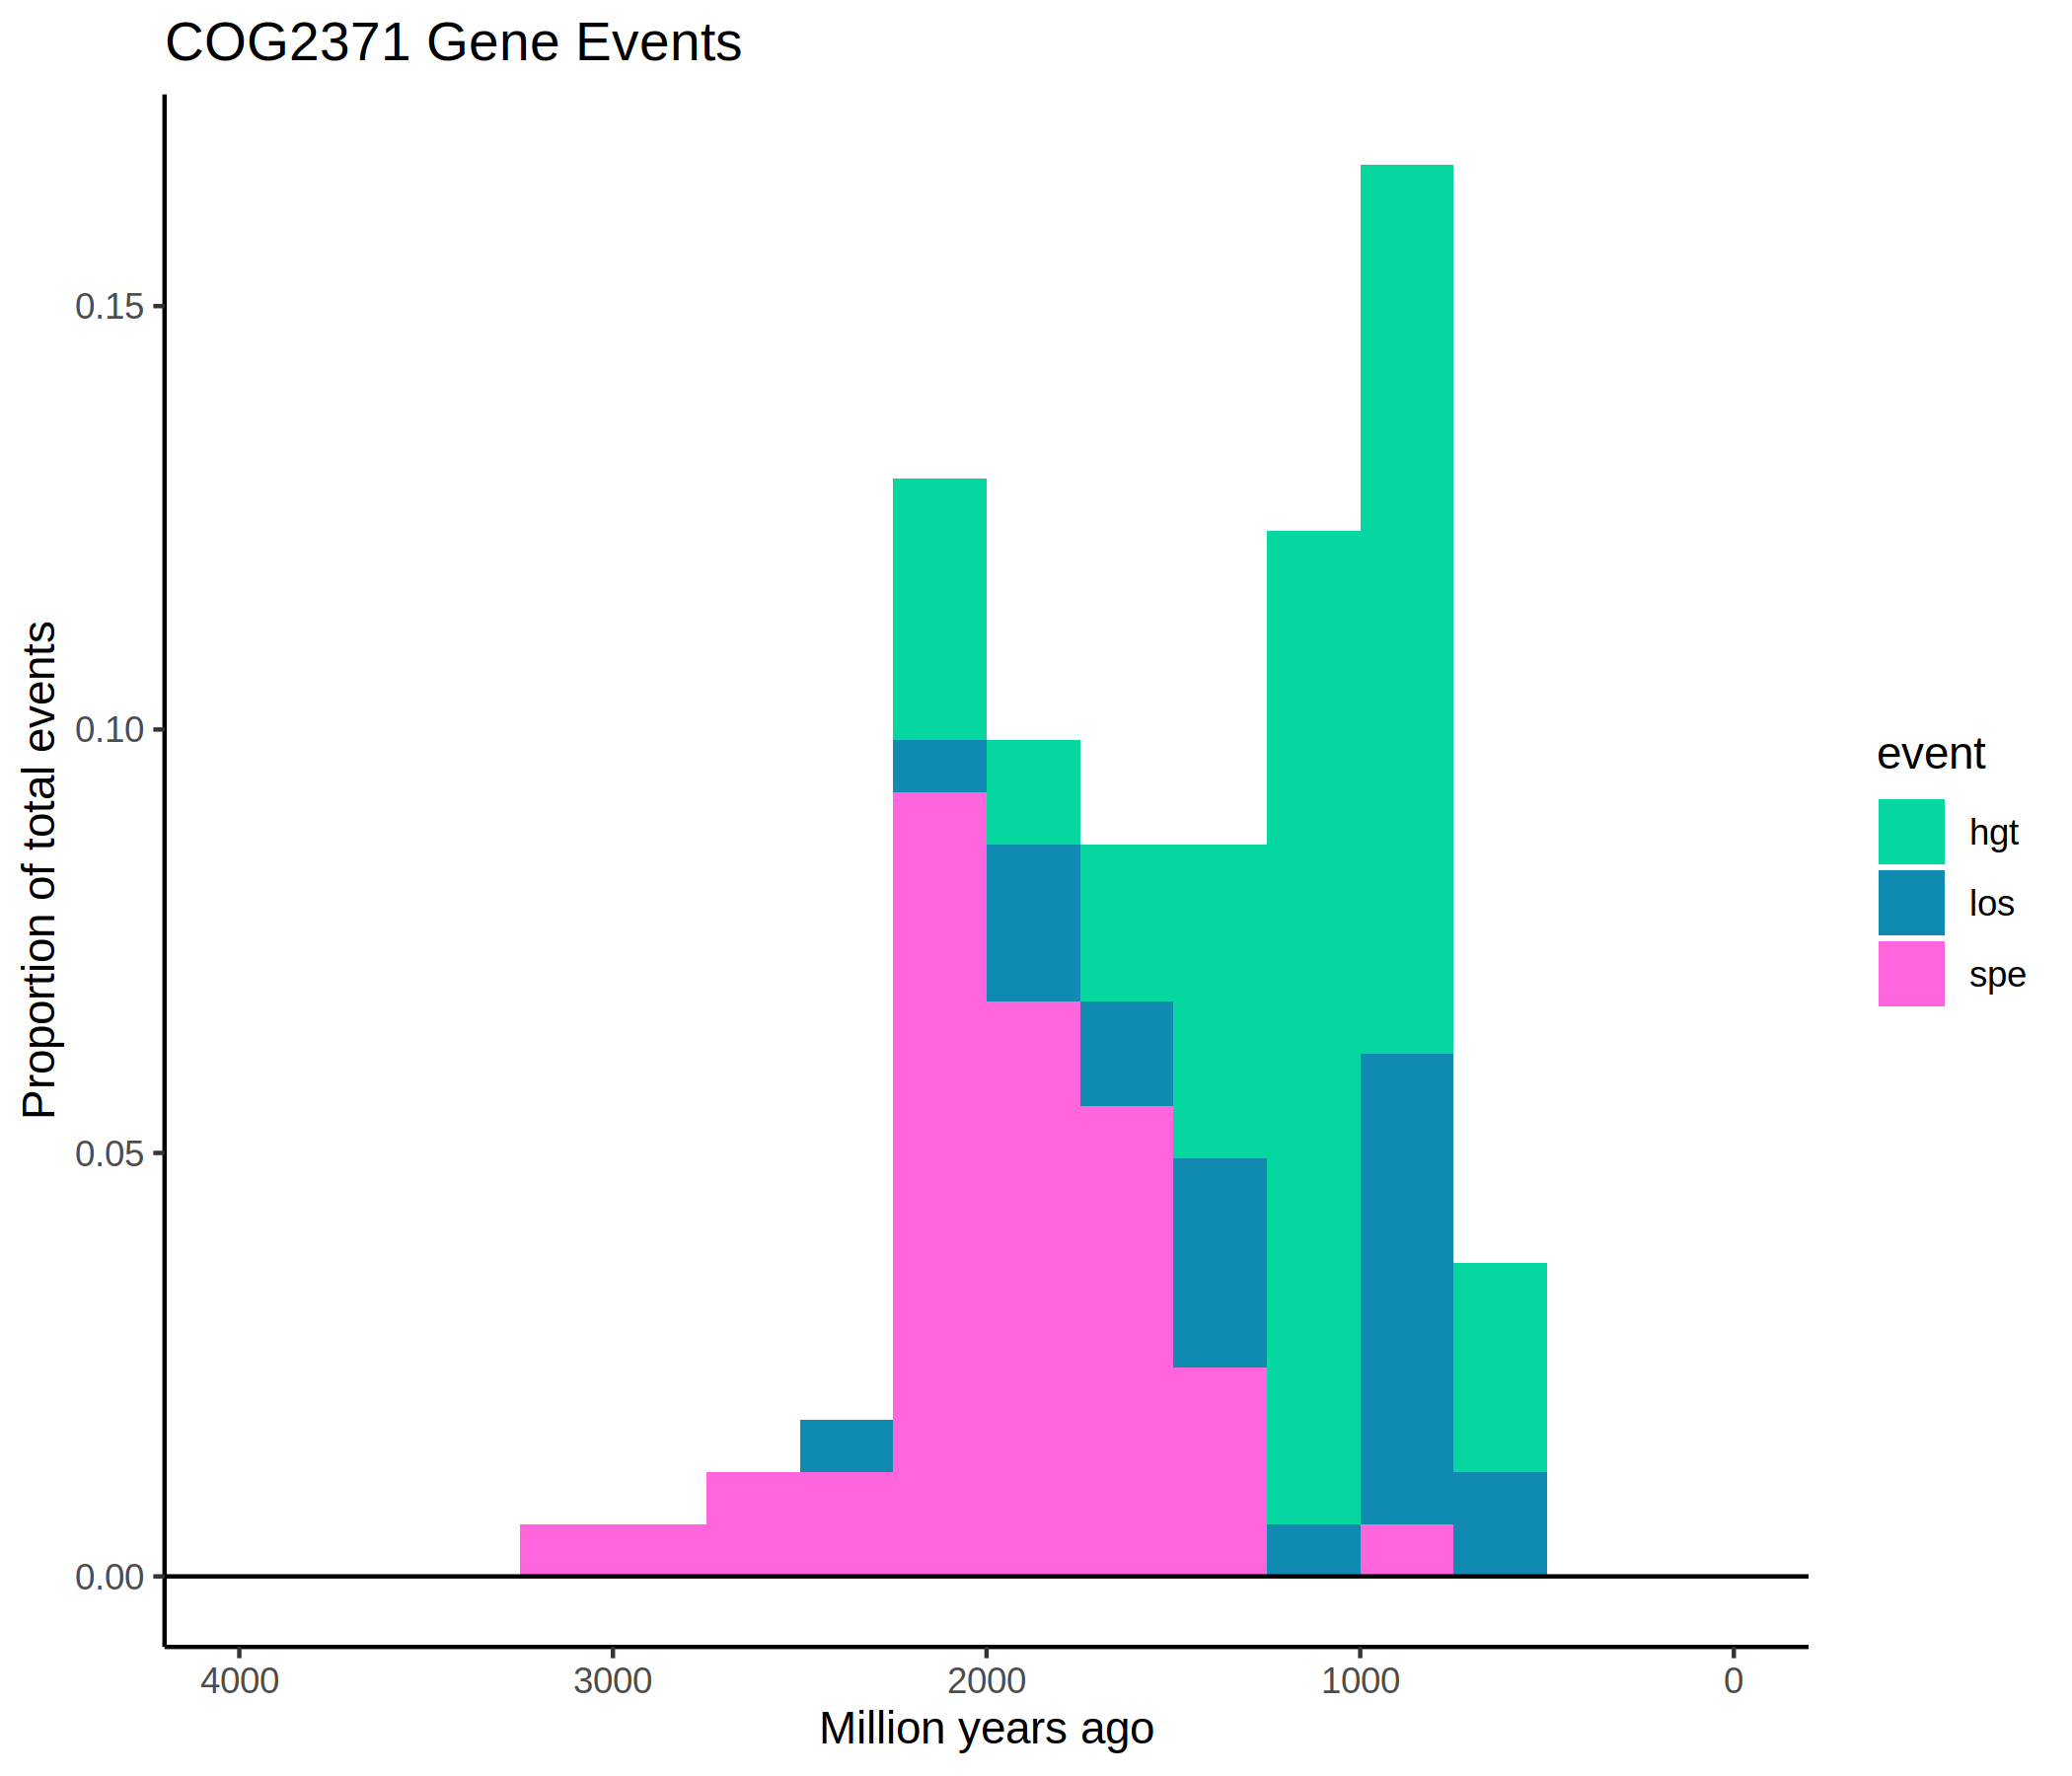 COG2371 Gene Events
Proportion of total events
0.15
0.10
0.05
0.00
4000 3000 2000 1000 0
Million years ago
event
hgt
los
spe